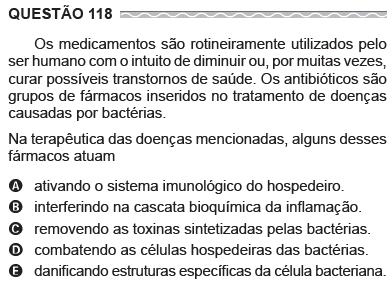 QUESTÃO 118
Os medicamentos são rotineiramente utilizados pelo
ser humano com o intuito de diminuir ou, por muitas vezes,
curar possíveis transtornos de saúde. Os antibióticos são
grupos de fármacos inseridos no tratamento de doenças
causadas por bactérias.
Na terapêutica das doenças mencionadas, alguns desses
fármacos atuam
A ativando o sistema imunológico do hospedeiro.
B interferindo na cascata bioquímica da inflamação.
C removendo as toxinas sintetizadas pelas bactérias.
D combatendo as células hospedeiras das bactérias.
E danificando estruturas específicas da célula bacteriana.